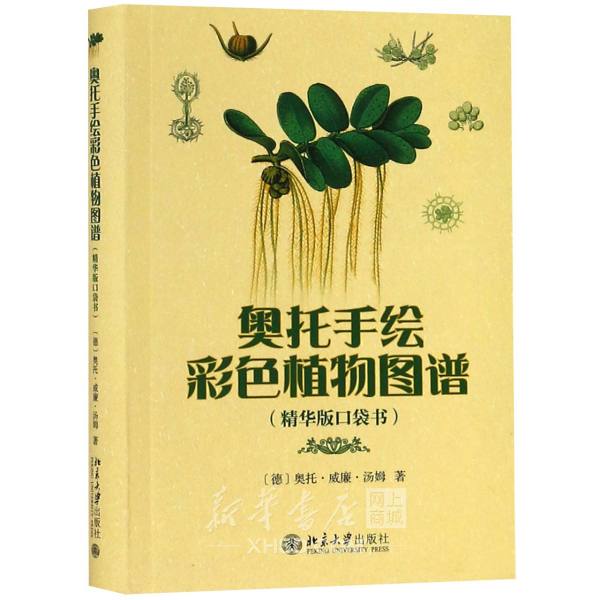 奥托手绘彩色植物图谱
（精华版口袋书）
〔德〕奥托·威廉·汤姆 著
北京大学出版社
奥托手绘
彩色植物图谱
（精华版口袋书）
〔德〕奥托·威廉·汤姆 著
新华书店
网上
商城
北京大学出版社
PEKING UNIVERSITY PRESS